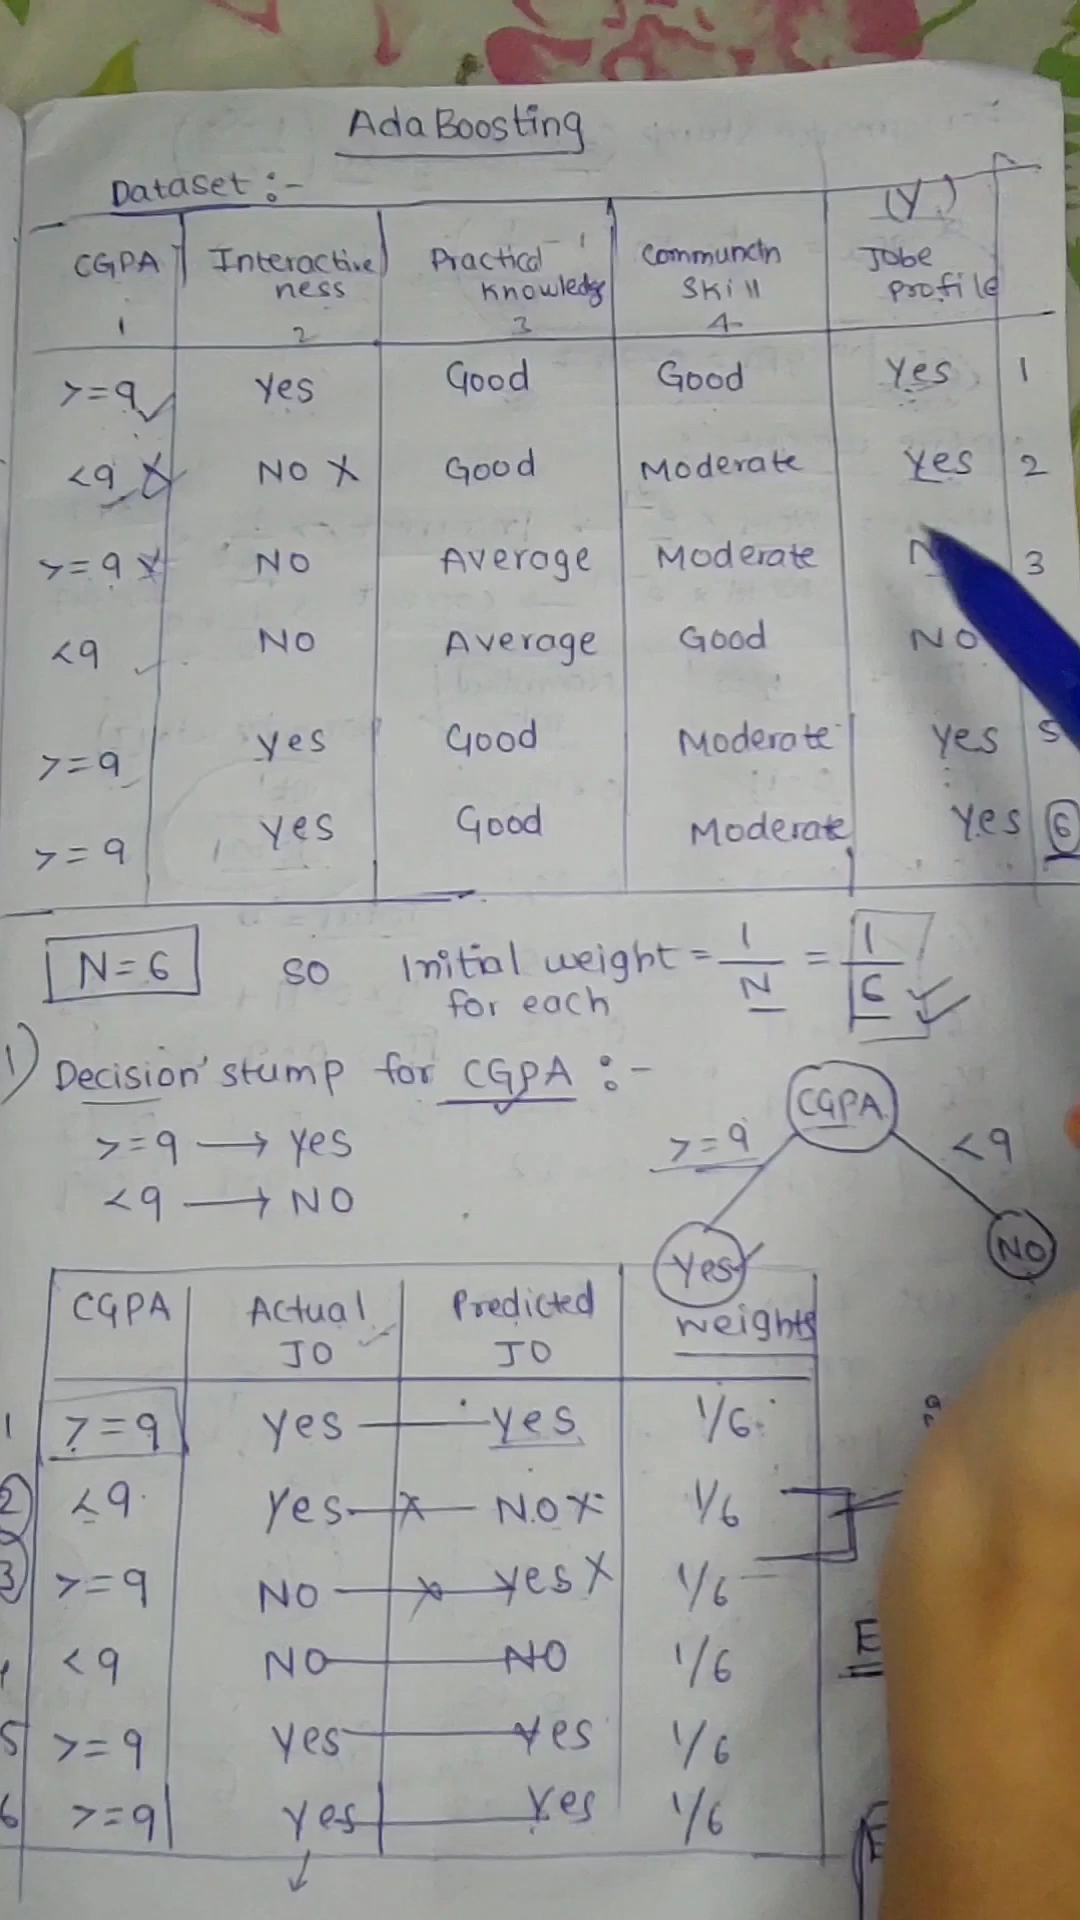 AdaBoosting
Dataset :-
(Y)
CGPA Interactive Practical Communctn Jobe
ness Knowledge Skill profile
1 2 3 4
>=9 Yes Good Good Yes 1
<9 NO X Good Moderate Yes 2
>=9 NO Average Moderate 3
<9 NO Average Good NO
>=9 Yes Good Moderate Yes 5
>=9 Yes Good Moderate Yes 6
N=6 so Initial weight = 1/N = 1/6
for each
1) Decision stump for CGPA :-
>=9 → Yes
<9 → NO
CGPA
>=9 <9
Yes NO
CGPA Actual Predicted Weights
JO JO
1 >=9 Yes Yes 1/6
2 <9 Yes X NO X 1/6
3 >=9 NO X Yes X 1/6
<9 NO NO 1/6
5 >=9 Yes Yes 1/6
6 >=9 Yes Yes 1/6